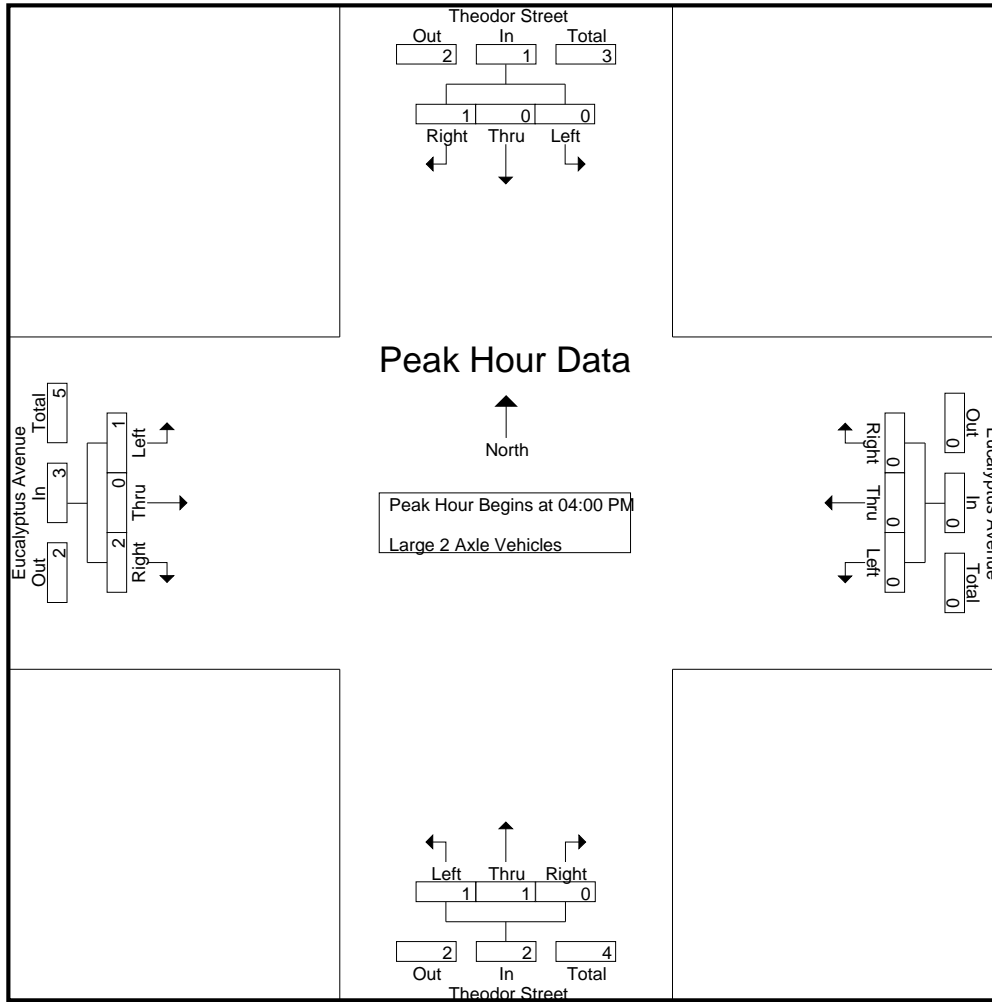 Theodor Street
Out In Total
2 1 3
1 0 0
Right Thru Left
Peak Hour Data
North
Peak Hour Begins at 04:00 PM
Large 2 Axle Vehicles
Eucalyptus Avenue
Total In Out
5 3 2
1 0 2
Left Thru Right
Right Thru Left
0 0 0
Out In Total
0 0 0
Eucalyptus Avenue
Left Thru Right
1 1 0
2 2 4
Out In Total
Theodor Street